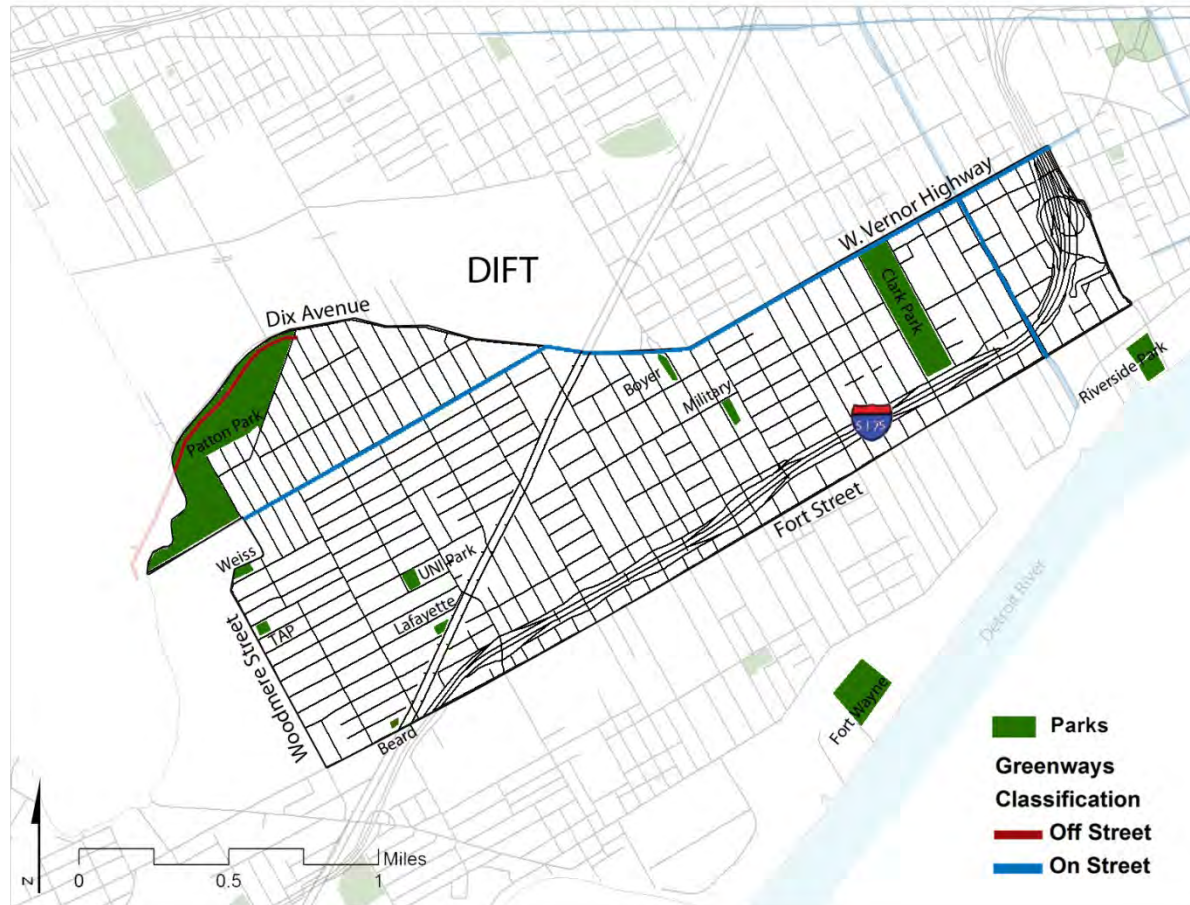 W. Vernor Highway
DIFT
Dix Avenue
Clark Park
Riverside Park
Boyer
Military
Patton Park
S I-75
Fort Street
Weiss
UNI Park
Lafayette
TAP
Woodmere Street
Detroit River
Fort Wayne
Beard
Parks
Greenways
Classification
Off Street
On Street
Miles
0 0.5 1
N